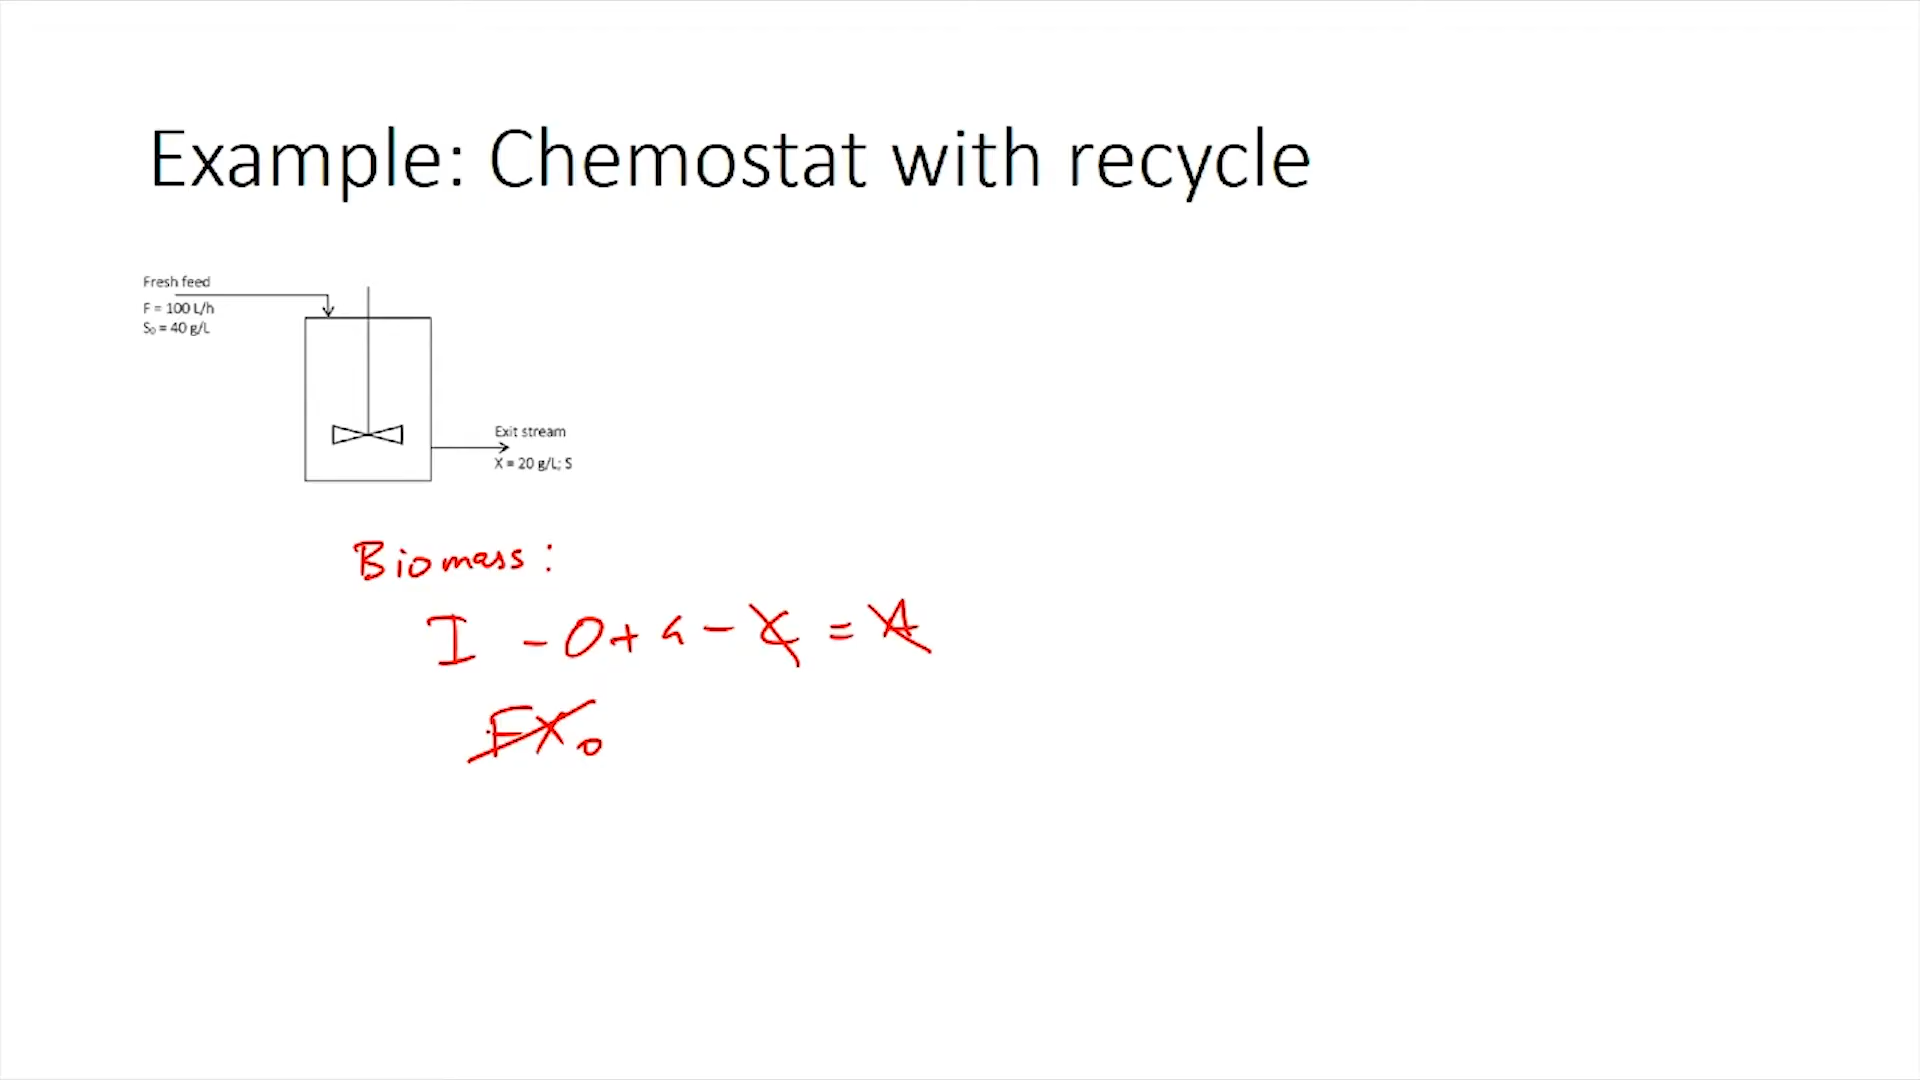 Example: Chemostat with recycle
Fresh feed
F = 100 L/h
S₀ = 40 g/L
Exit stream
X = 20 g/L; S
Biomass:
I - O + G - C = A
FX₀